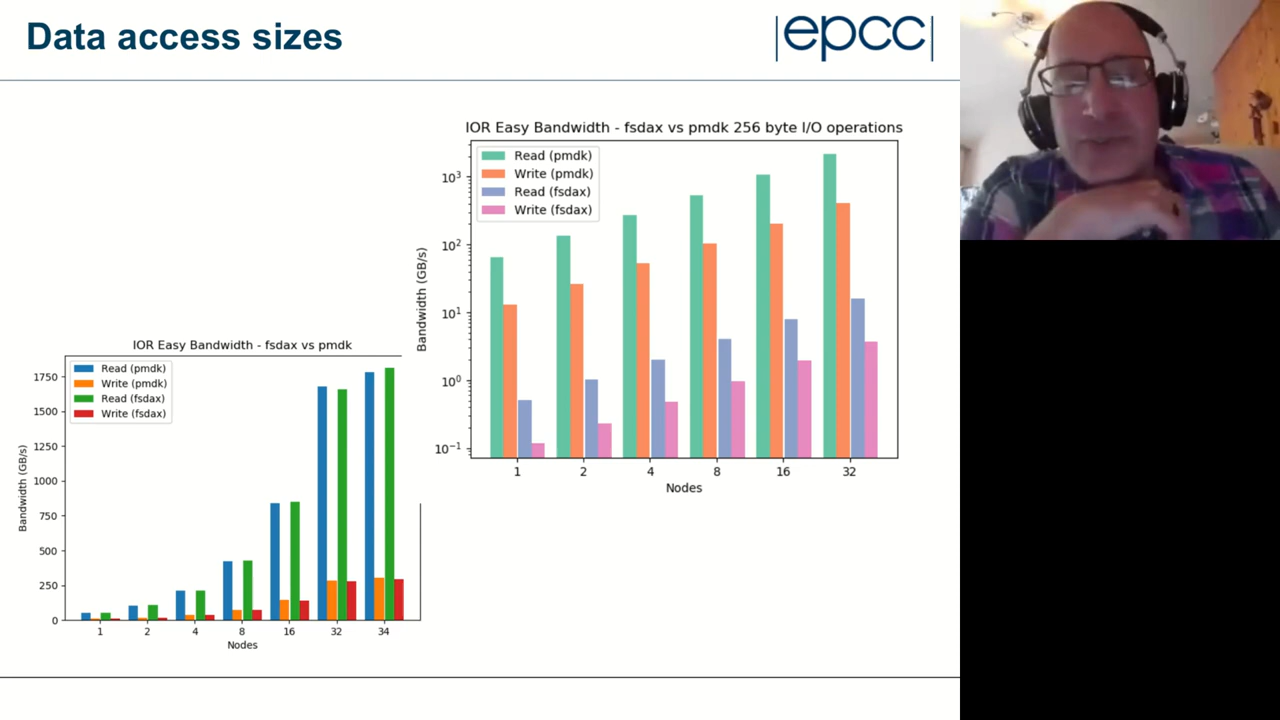 Data access sizes
|epcc|
IOR Easy Bandwidth - fsdax vs pmdk 256 byte I/O operations
Read (pmdk)
Write (pmdk)
Read (fsdax)
Write (fsdax)
10³
10²
10¹
10⁰
10⁻¹
Bandwidth (GB/s)
1 2 4 8 16 32
Nodes
IOR Easy Bandwidth - fsdax vs pmdk
Read (pmdk)
Write (pmdk)
Read (fsdax)
Write (fsdax)
1750
1500
1250
1000
750
500
250
0
Bandwidth (GB/s)
1 2 4 8 16 32 34
Nodes